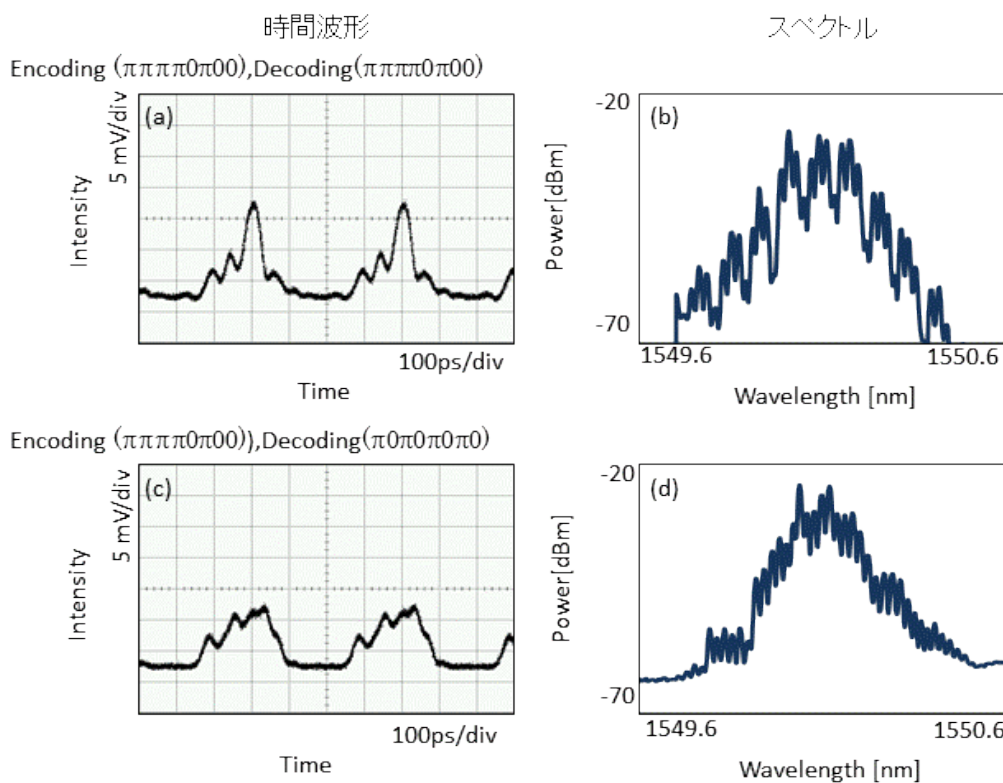 時間波形
スペクトル
Encoding (ππππ0π00),Decoding(ππππ0π00)
(a)
5 mV/div
Intensity
100ps/div
Time
(b)
-20
Power[dBm]
-70
1549.6
1550.6
Wavelength [nm]
Encoding (ππππ0π00)),Decoding(π0π0π0π0)
(c)
5 mV/div
Intensity
100ps/div
Time
(d)
-20
Power[dBm]
-70
1549.6
1550.6
Wavelength [nm]